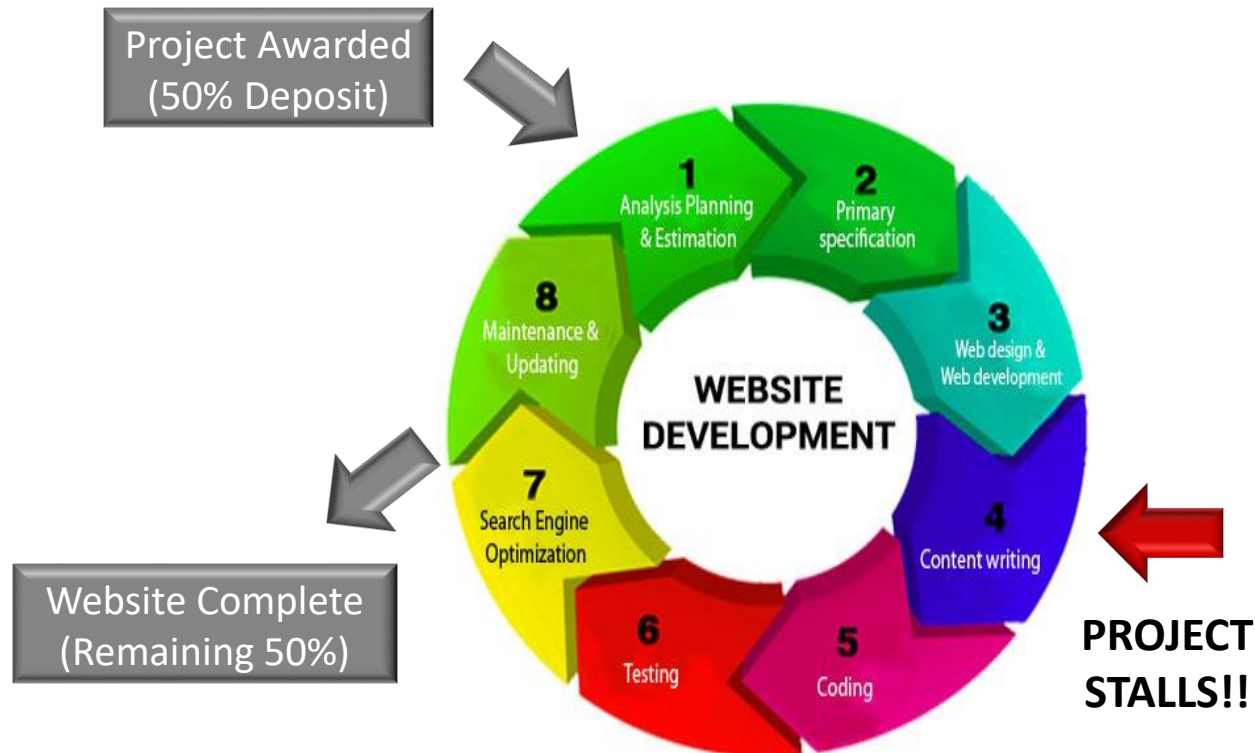 Project Awarded
(50% Deposit)
1
Analysis Planning
& Estimation
2
Primary
specification
3
Web design &
Web development
4
Content writing
5
Coding
6
Testing
7
Search Engine
Optimization
8
Maintenance &
Updating
WEBSITE
DEVELOPMENT
PROJECT
STALLS!!
Website Complete
(Remaining 50%)